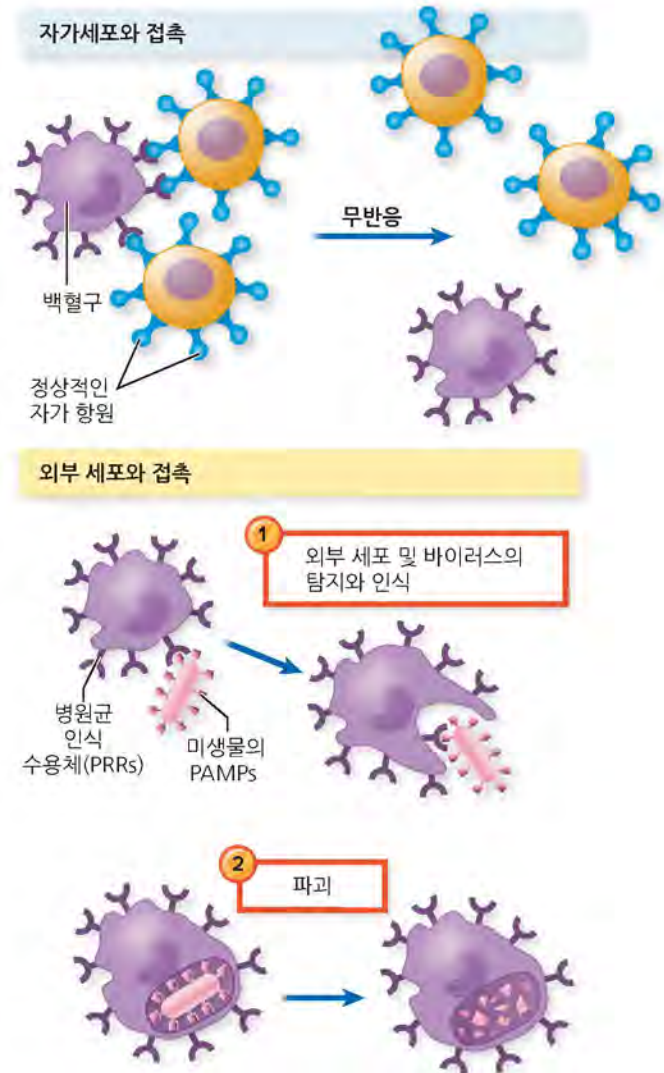 자가세포와 접촉
무반응
백혈구
정상적인
자가 항원
외부 세포와 접촉
1
외부 세포 및 바이러스의
탐지와 인식
병원균
인식
수용체(PRRs)
미생물의
PAMPs
2
파괴